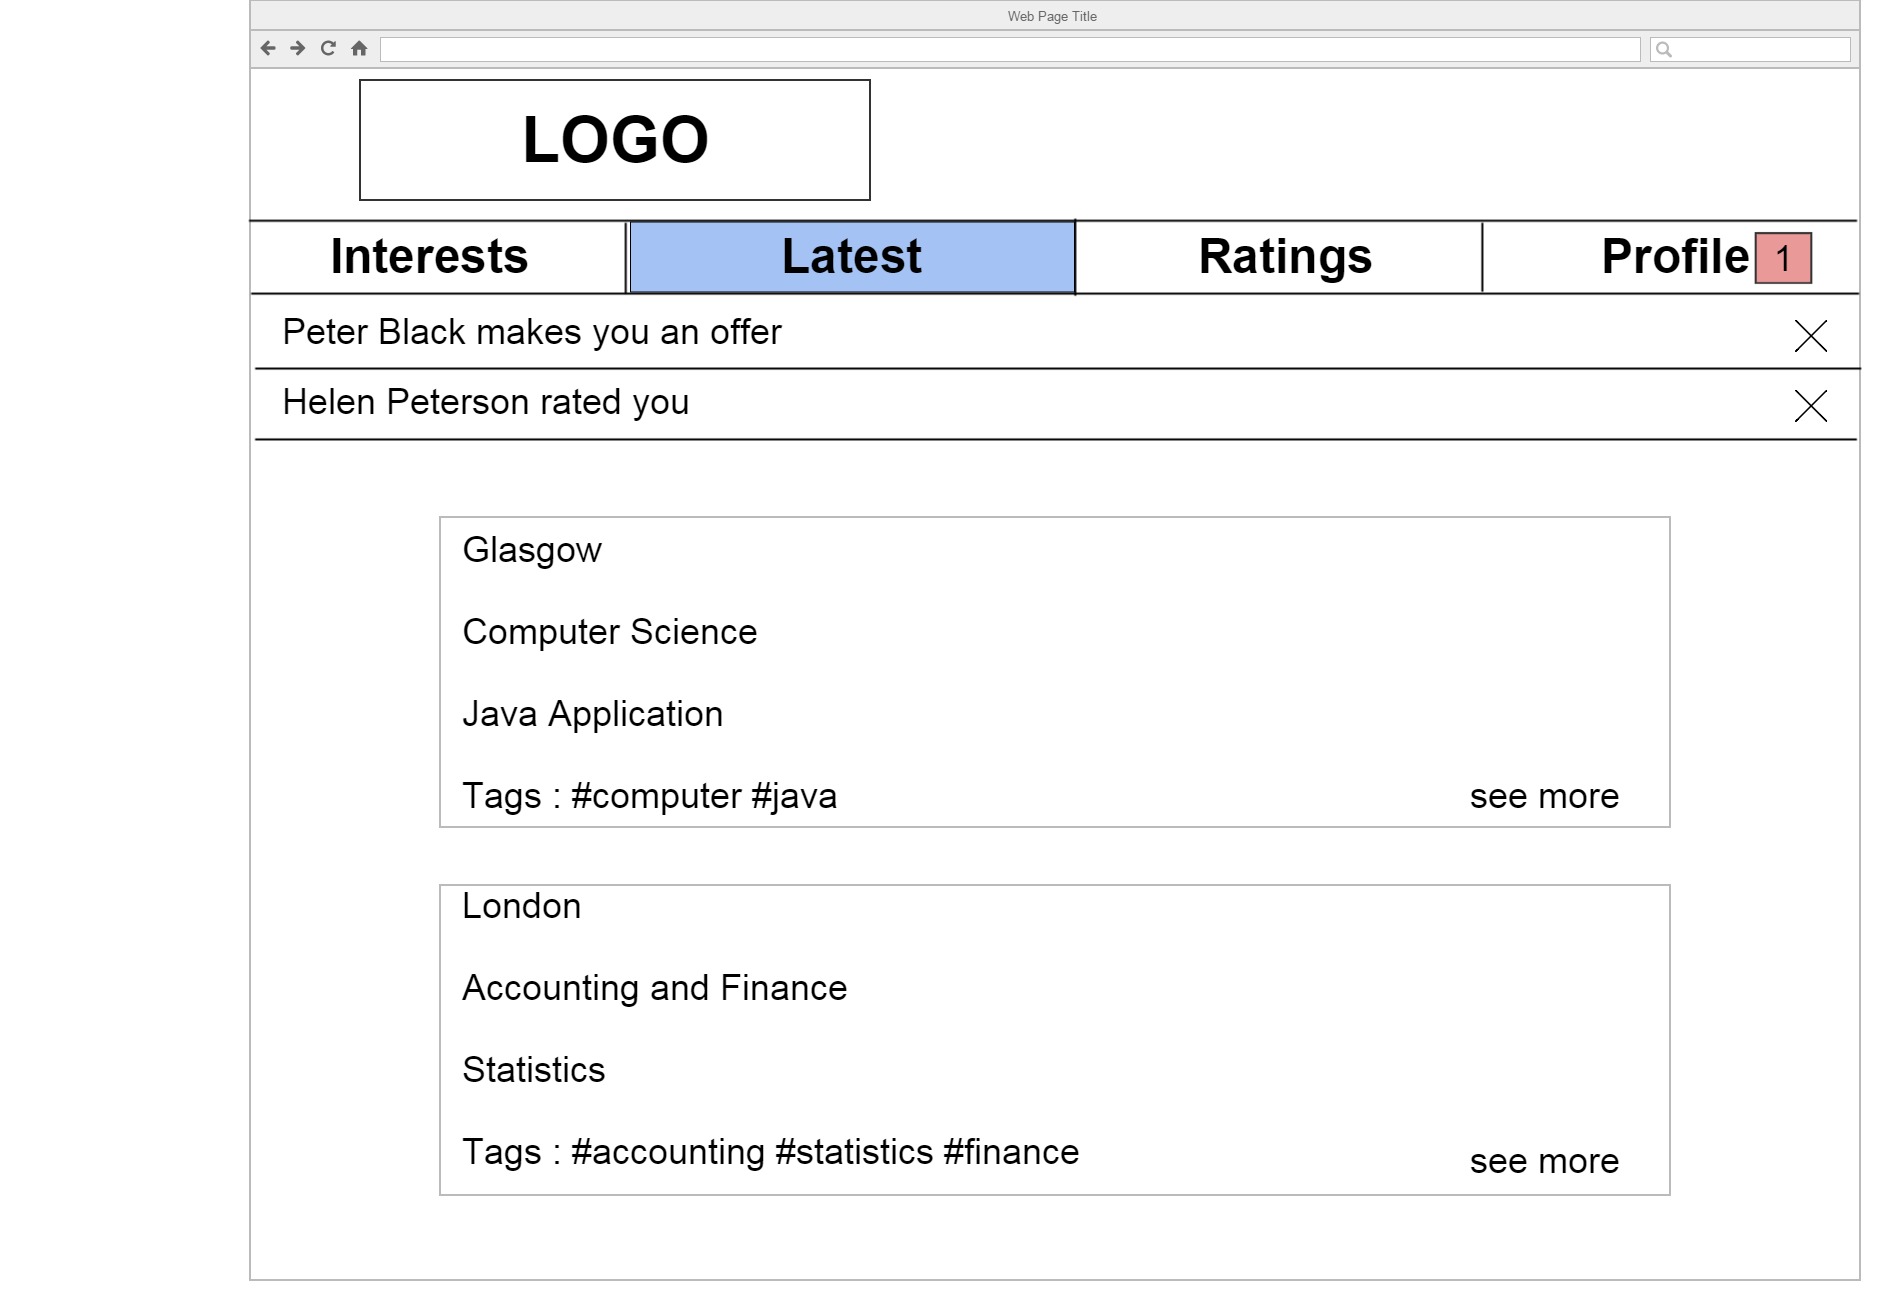 Web Page Title
LOGO
Interests Latest Ratings Profile 1
Peter Black makes you an offer
Helen Peterson rated you
Glasgow
Computer Science
Java Application
Tags : #computer #java see more
London
Accounting and Finance
Statistics
Tags : #accounting #statistics #finance
see more